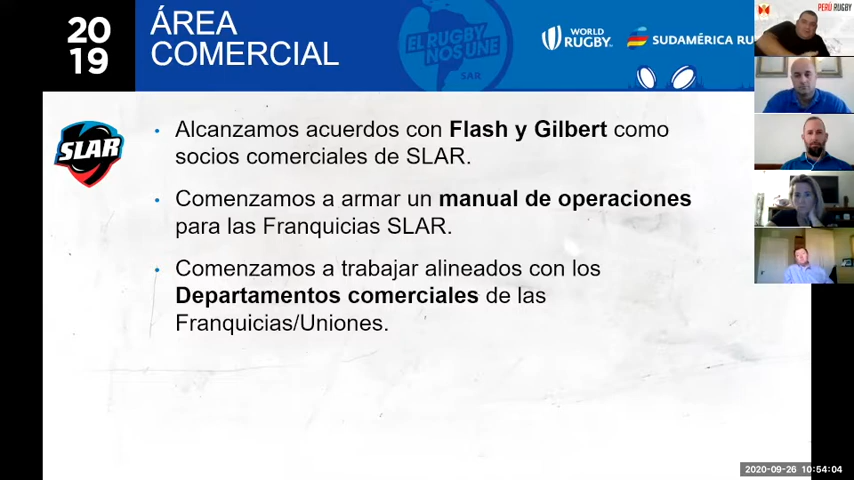 20
19
ÁREA
COMERCIAL
EL RUGBY
NOS UNE
SAR
WORLD
RUGBY
SUDAMÉRICA RU
PERÚ RUGBY
SLAR
• Alcanzamos acuerdos con Flash y Gilbert como
socios comerciales de SLAR.
• Comenzamos a armar un manual de operaciones
para las Franquicias SLAR.
• Comenzamos a trabajar alineados con los
Departamentos comerciales de las
Franquicias/Uniones.
2020-09-26 10:54:04